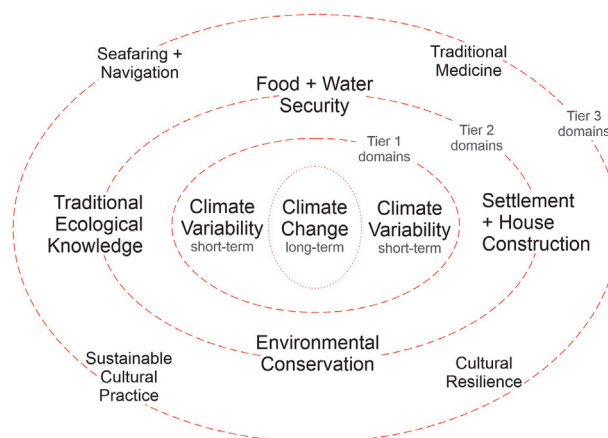 Seafaring +
Navigation
Traditional
Medicine
Food + Water
Security
Tier 1
domains
Tier 2
domains
Tier 3
domains
Traditional
Ecological
Knowledge
Climate
Variability
short-term
Climate
Change
long-term
Climate
Variability
short-term
Settlement
+ House
Construction
Environmental
Conservation
Sustainable
Cultural
Practice
Cultural
Resilience